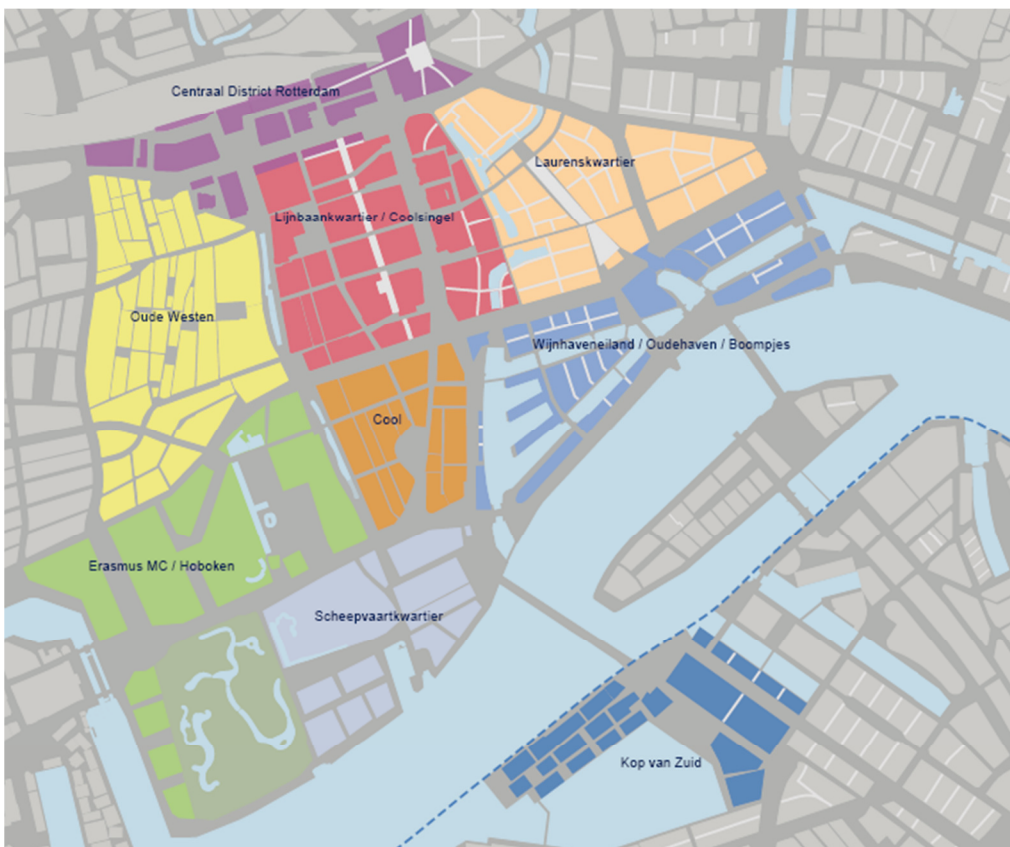 Centraal District Rotterdam
Laurenskwartier
Lijnbaankwartier / Coolsingel
Oude Westen
Wijnhaveneiland / Oudehaven / Boompjes
Cool
Erasmus MC / Hoboken
Scheepvaartkwartier
Kop van Zuid